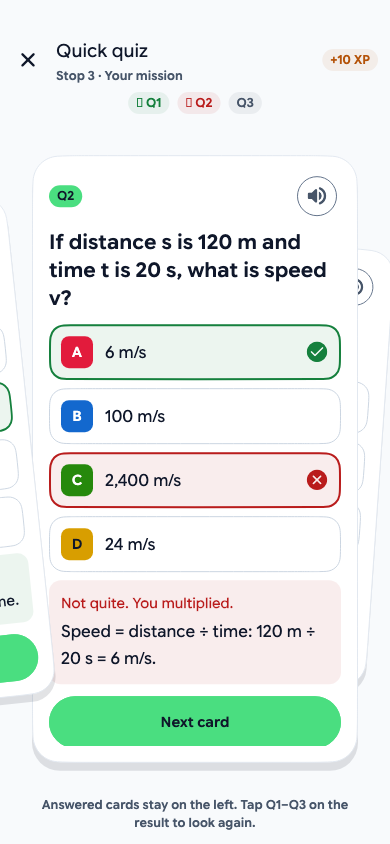 Quick quiz
Stop 3 · Your mission
+10 XP
Q1
Q2
Q3
Q2
If distance s is 120 m and
time t is 20 s, what is speed
v?
A
6 m/s
B
100 m/s
C
2,400 m/s
D
24 m/s
me.
Not quite. You multiplied.
Speed = distance ÷ time: 120 m ÷
20 s = 6 m/s.
Next card
Answered cards stay on the left. Tap Q1–Q3 on the
result to look again.